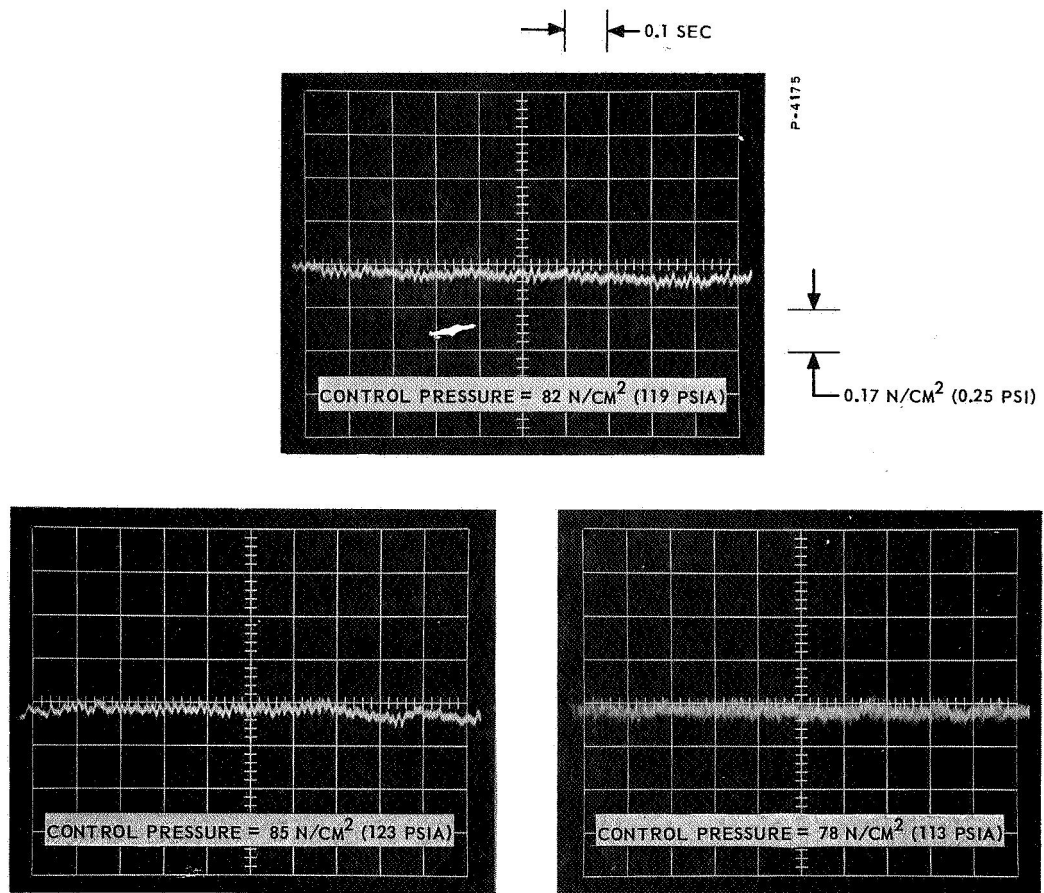 0.1 SEC
P-4175
CONTROL PRESSURE = 82 N/CM² (119 PSIA)
0.17 N/CM² (0.25 PSI)
CONTROL PRESSURE = 85 N/CM² (123 PSIA)
CONTROL PRESSURE = 78 N/CM² (113 PSIA)